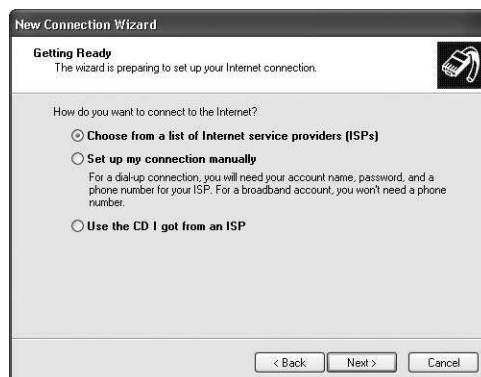 New Connection Wizard
Getting Ready
The wizard is preparing to set up your Internet connection.
How do you want to connect to the Internet?
Choose from a list of Internet service providers (ISPs)
Set up my connection manually
For a dial-up connection, you will need your account name, password, and a
phone number for your ISP. For a broadband account, you won't need a phone
number.
Use the CD I got from an ISP
< Back Next > Cancel